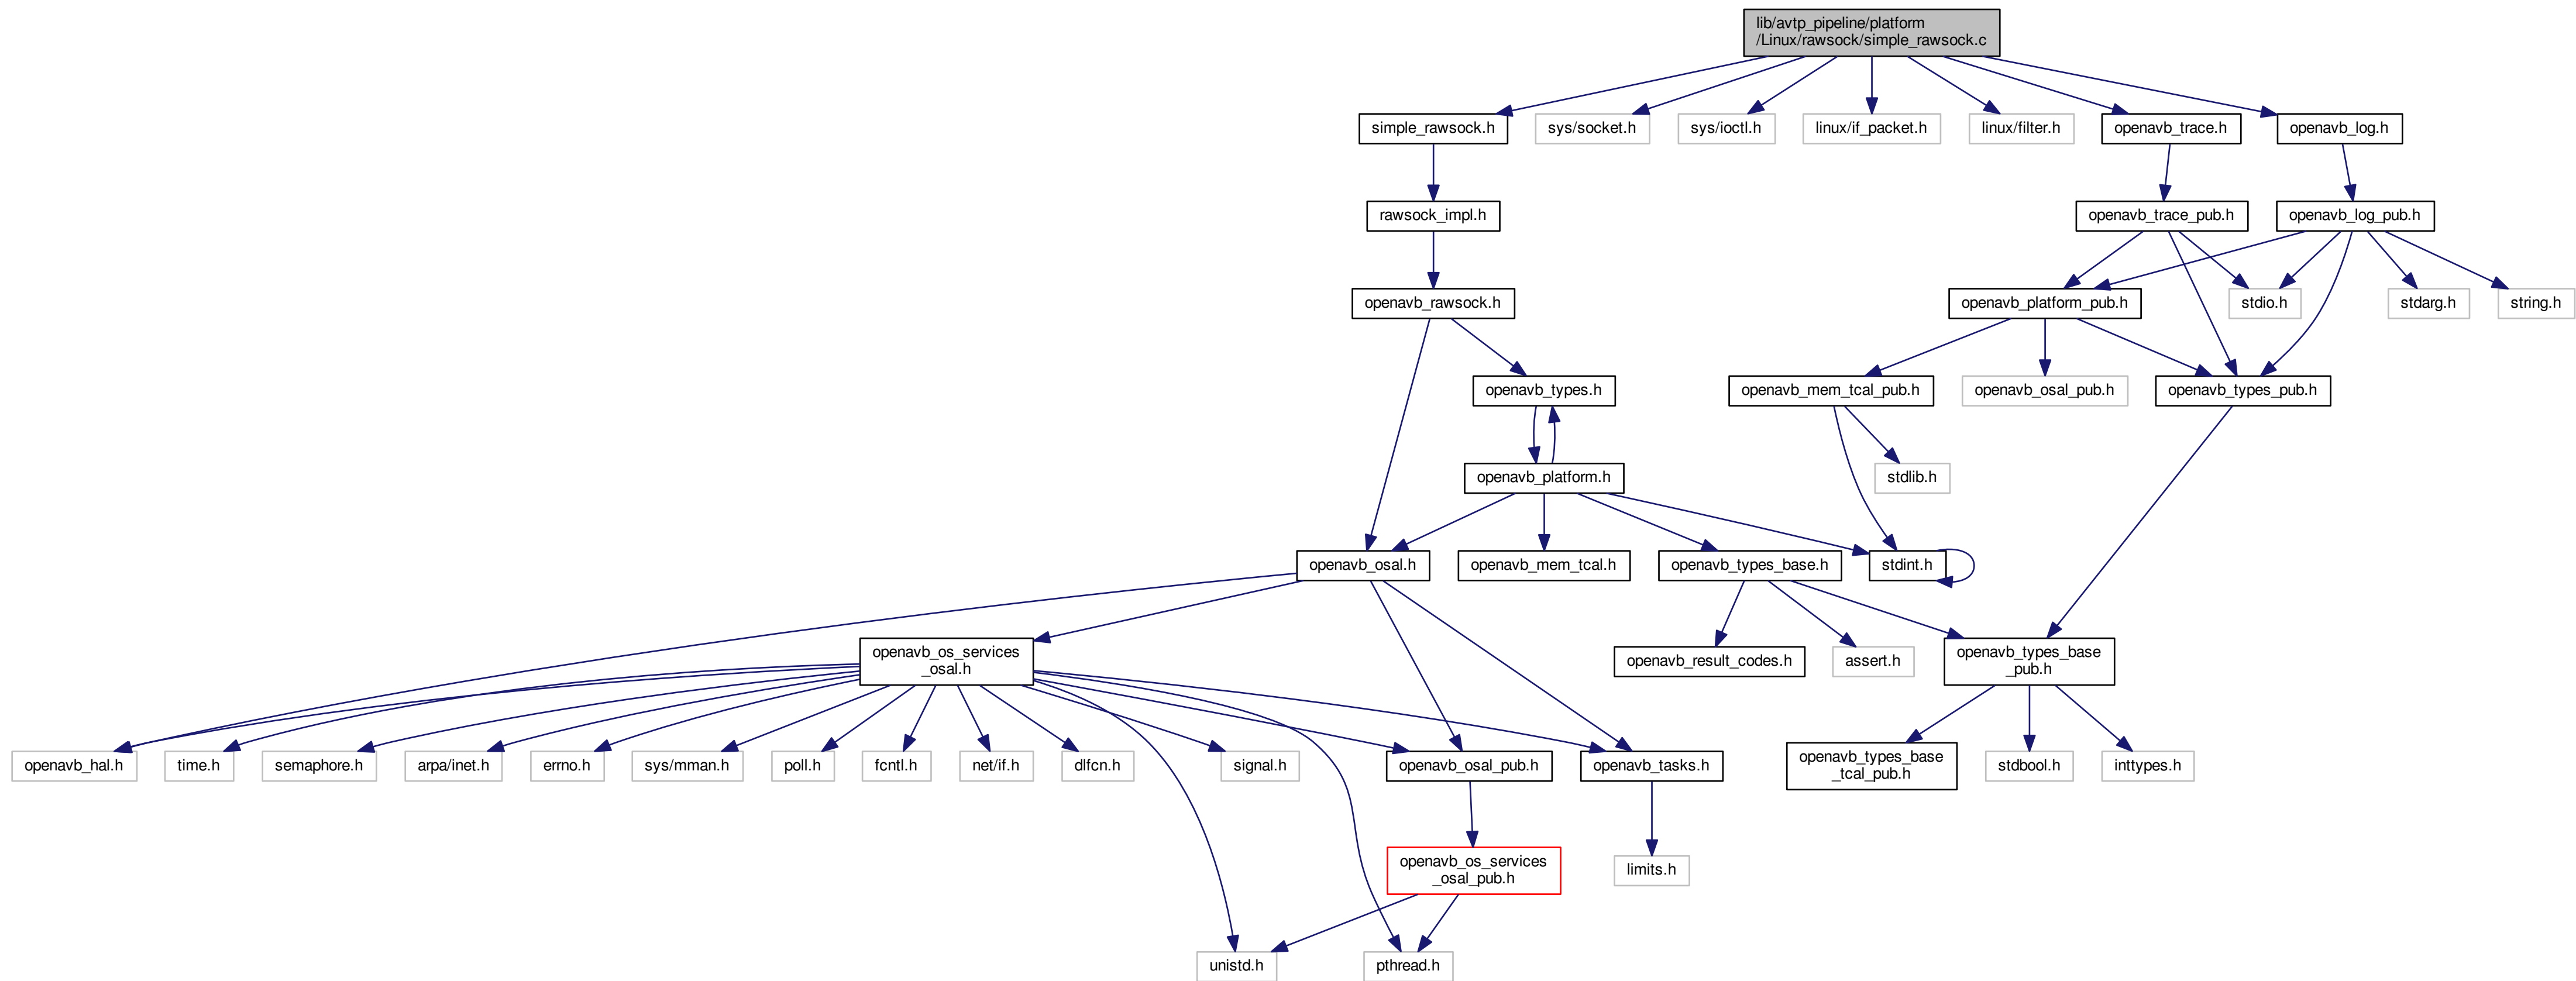 lib/avtp_pipeline/platform
/Linux/rawsock/simple_rawsock.c
simple_rawsock.h
sys/socket.h
sys/ioctl.h
linux/if_packet.h
linux/filter.h
openavb_trace.h
openavb_log.h
rawsock_impl.h
openavb_trace_pub.h
openavb_log_pub.h
openavb_rawsock.h
openavb_platform_pub.h
stdio.h
stdarg.h
string.h
openavb_types.h
openavb_mem_tcal_pub.h
openavb_osal_pub.h
openavb_types_pub.h
openavb_platform.h
stdlib.h
openavb_osal.h
openavb_mem_tcal.h
openavb_types_base.h
stdint.h
openavb_os_services
_osal.h
openavb_result_codes.h
assert.h
openavb_types_base
_pub.h
openavb_hal.h
time.h
semaphore.h
arpa/inet.h
errno.h
sys/mman.h
poll.h
fcntl.h
net/if.h
dlfcn.h
signal.h
openavb_osal_pub.h
openavb_tasks.h
openavb_types_base
_tcal_pub.h
stdbool.h
inttypes.h
openavb_os_services
_osal_pub.h
limits.h
unistd.h
pthread.h